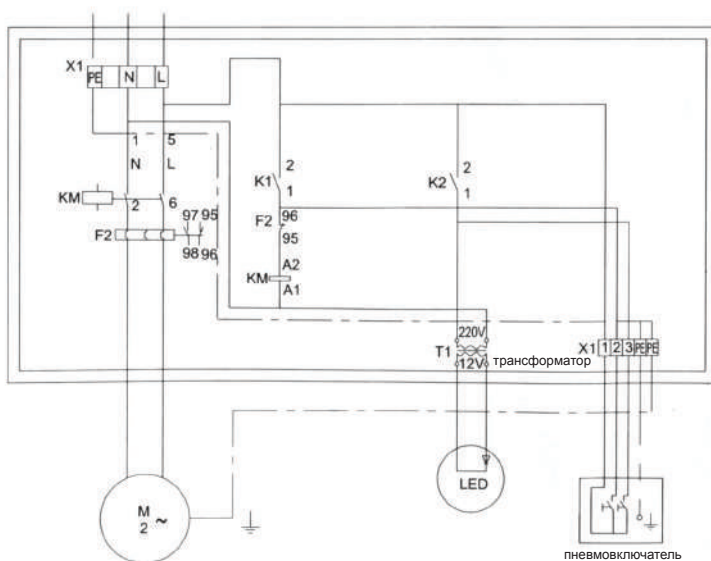 X1 PE N L
1 5
N L
2
K1
1
2
K2
1
KM
2 6
97 95
F2
98 96
F2 96
95
A2
KM
A1
220V
T1
12V
трансформатор
X1 1 2 3 PE PE
LED
M
2 ~
пневмовключатель